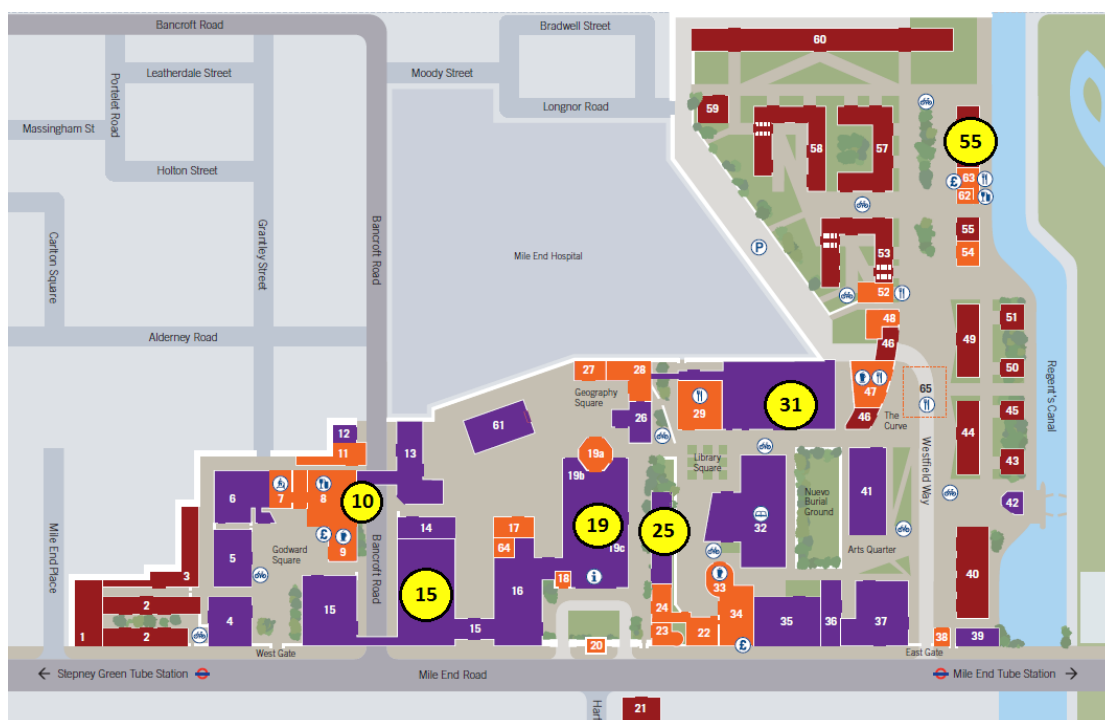 Bancroft Road
Bradwell Street
60
Leatherdale Street
Moody Street
Portelet Road
Longnor Road
59
Massingham St
58
57
55
Holton Street
£
63
62
Carlton Square
Grantley Street
Bancroft Road
55
54
53
P
Mile End Hospital
52
Alderney Road
48
51
46
49
Regent's Canal
27
28
50
Geography
Square
47
65
29
31
26
46
The
Curve
45
44
12
61
43
11
13
19a
Library
Square
19b
Westfield Way
6
7
8
10
41
Nuevo
Burial
Ground
42
32
14
17
19
25
£
9
5
Godward
Square
64
19c
Arts Quarter
Mile End Place
Bancroft Road
3
16
18
i
33
40
15
15
2
24
34
35
36
37
1
4
2
15
23
22
£
38
39
20
West Gate
East Gate
← Stepney Green Tube Station
Mile End Road
Mile End Tube Station →
21